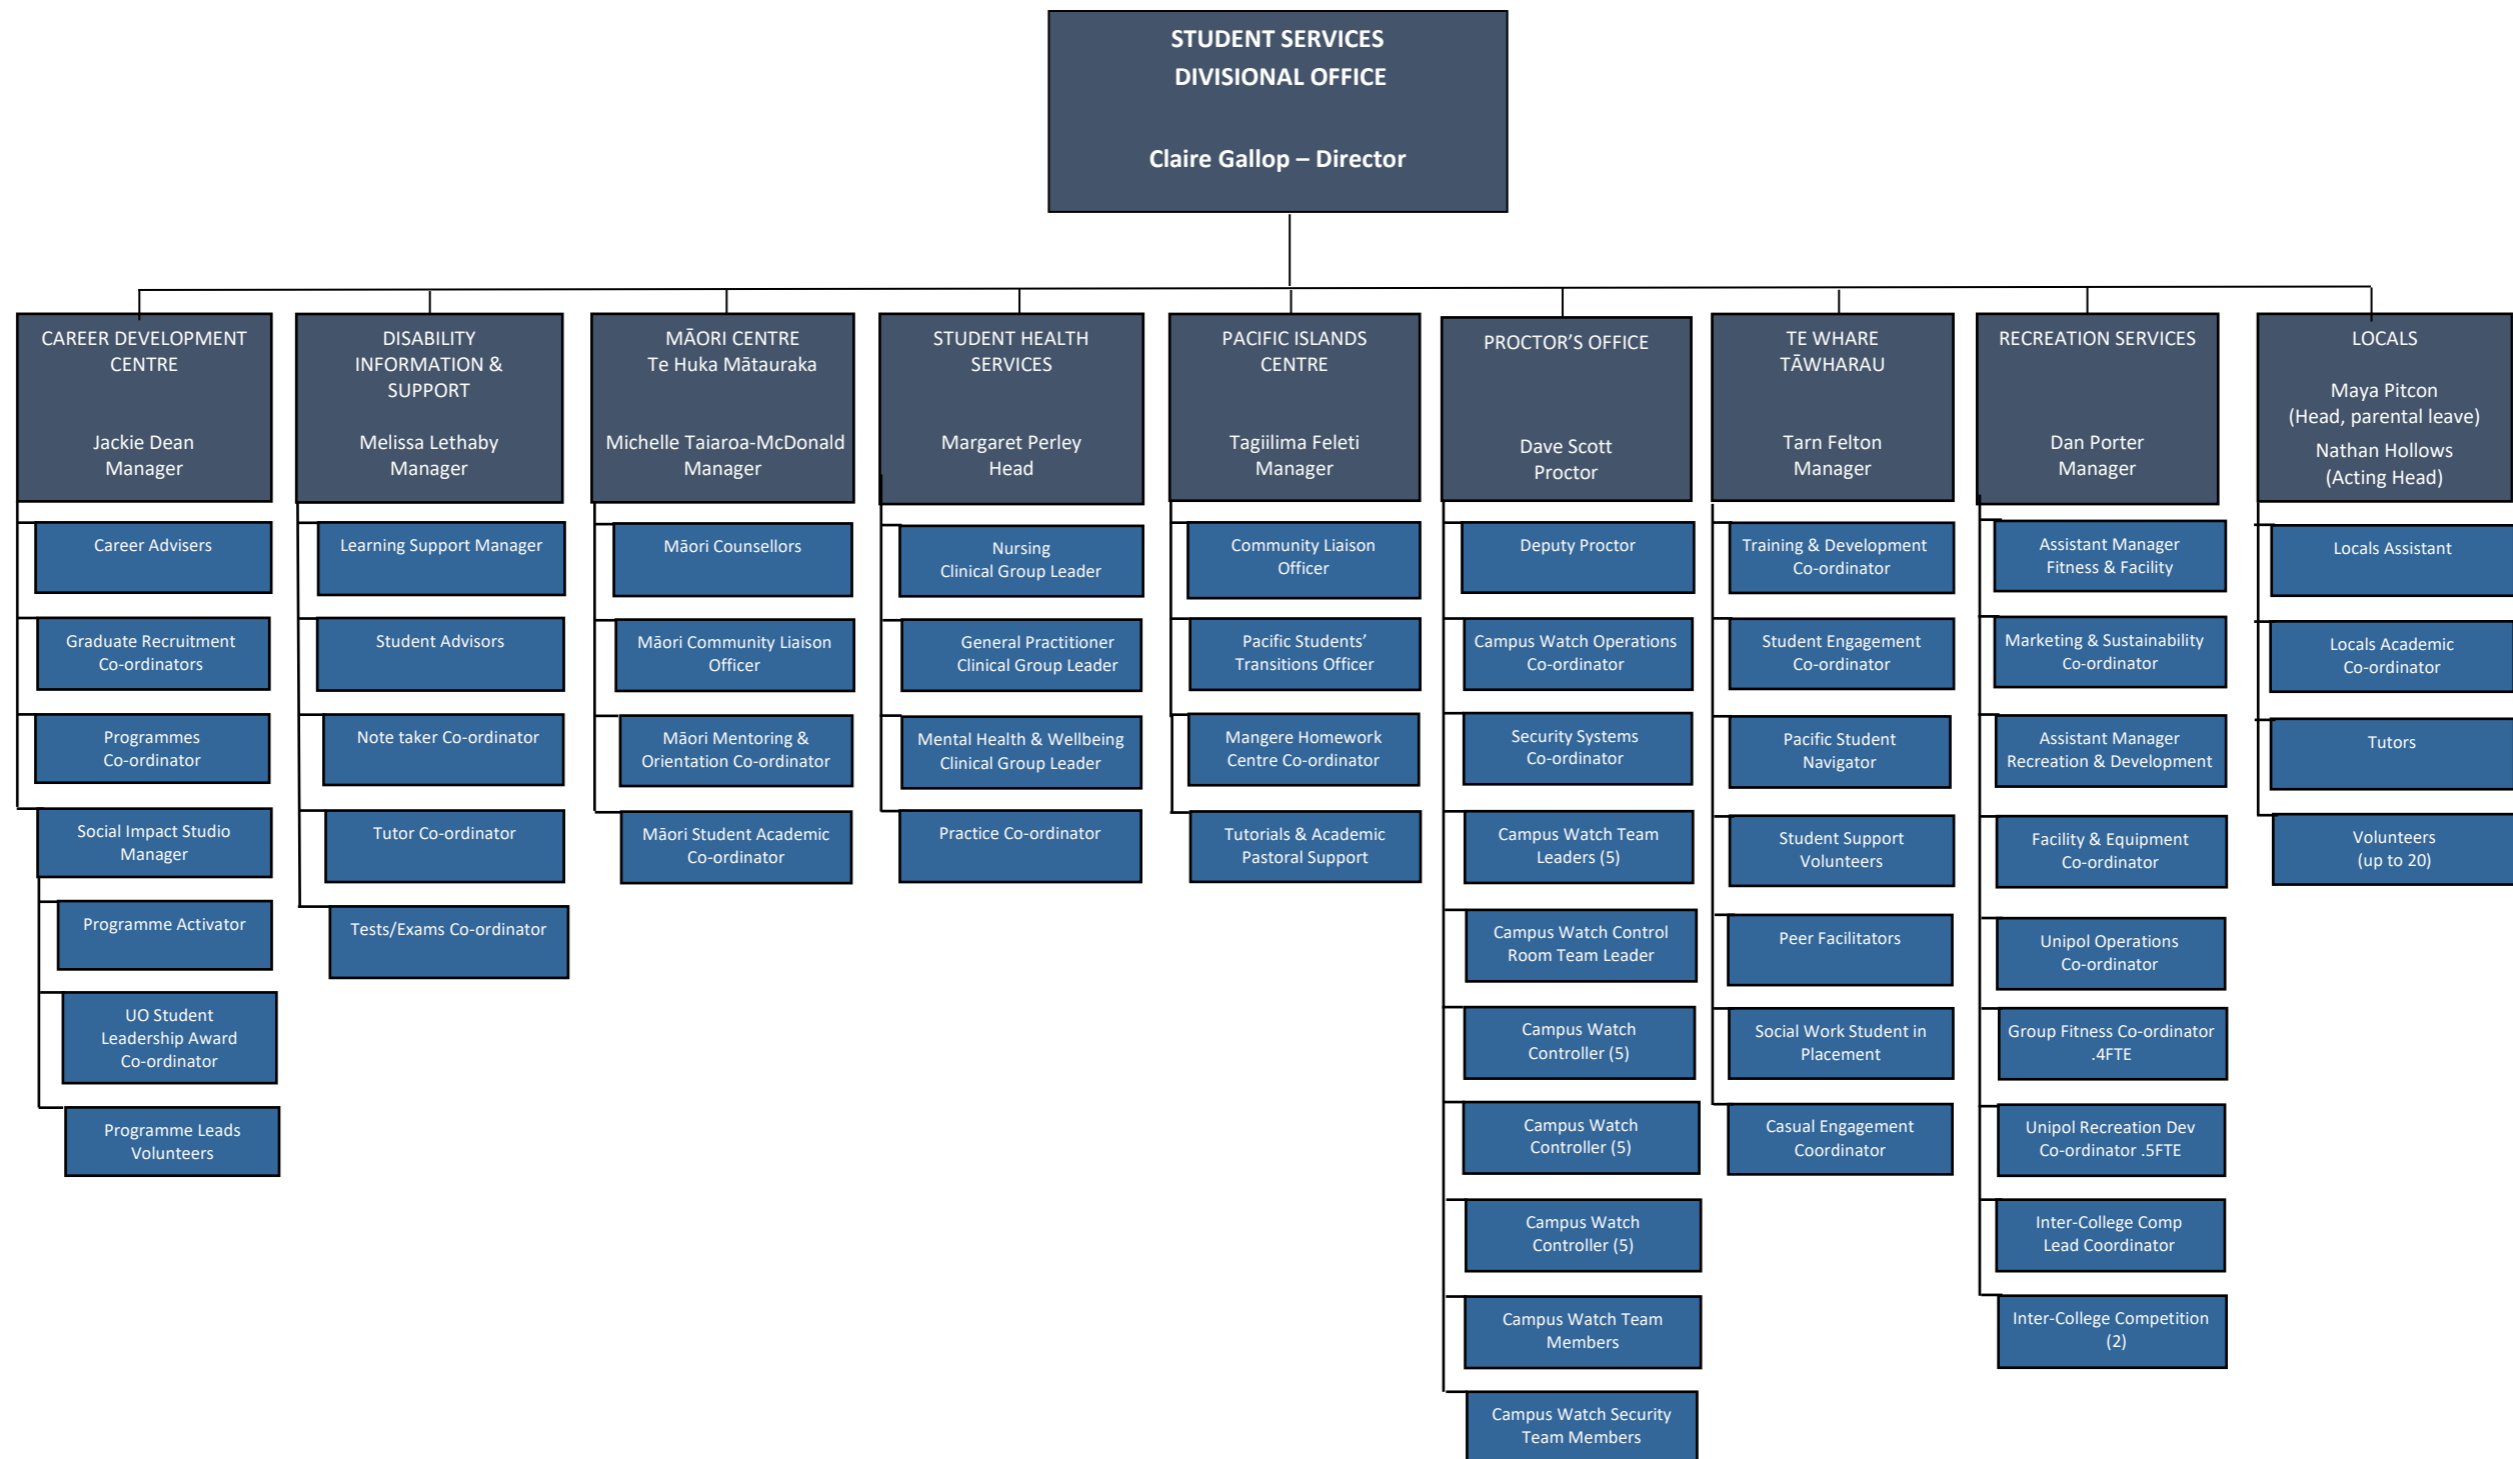 STUDENT SERVICES
DIVISIONAL OFFICE
Claire Gallop – Director
CAREER DEVELOPMENT
CENTRE
Jackie Dean
Manager
Career Advisers
Graduate Recruitment
Co-ordinators
Programmes
Co-ordinator
Social Impact Studio
Manager
Programme Activator
UO Student
Leadership Award
Co-ordinator
Programme Leads
Volunteers
DISABILITY
INFORMATION &
SUPPORT
Melissa Lethaby
Manager
Learning Support Manager
Student Advisors
Note taker Co-ordinator
Tutor Co-ordinator
Tests/Exams Co-ordinator
MĀORI CENTRE
Te Huka Mātauraka
Michelle Taiaroa-McDonald
Manager
Māori Counsellors
Māori Community Liaison
Officer
Māori Mentoring &
Orientation Co-ordinator
Māori Student Academic
Co-ordinator
STUDENT HEALTH
SERVICES
Margaret Perley
Head
Nursing
Clinical Group Leader
General Practitioner
Clinical Group Leader
Mental Health & Wellbeing
Clinical Group Leader
Practice Co-ordinator
PACIFIC ISLANDS
CENTRE
Tagiilima Feleti
Manager
Community Liaison
Officer
Pacific Students’
Transitions Officer
Mangere Homework
Centre Co-ordinator
Tutorials & Academic
Pastoral Support
PROCTOR’S OFFICE
Dave Scott
Proctor
Deputy Proctor
Campus Watch Operations
Co-ordinator
Security Systems
Co-ordinator
Campus Watch Team
Leaders (5)
Campus Watch Control
Room Team Leader
Campus Watch
Controller (5)
Campus Watch
Controller (5)
Campus Watch
Controller (5)
Campus Watch Team
Members
Campus Watch Security
Team Members
TE WHARE
TĀWHARAU
Tarn Felton
Manager
Training & Development
Co-ordinator
Student Engagement
Co-ordinator
Pacific Student
Navigator
Student Support
Volunteers
Peer Facilitators
Social Work Student in
Placement
Casual Engagement
Coordinator
RECREATION SERVICES
Dan Porter
Manager
Assistant Manager
Fitness & Facility
Marketing & Sustainability
Co-ordinator
Assistant Manager
Recreation & Development
Facility & Equipment
Co-ordinator
Unipol Operations
Co-ordinator
Group Fitness Co-ordinator
.4FTE
Unipol Recreation Dev
Co-ordinator .5FTE
Inter-College Comp
Lead Coordinator
Inter-College Competition
(2)
LOCALS
Maya Pitcon
(Head, parental leave)
Nathan Hollows
(Acting Head)
Locals Assistant
Locals Academic
Co-ordinator
Tutors
Volunteers
(up to 20)